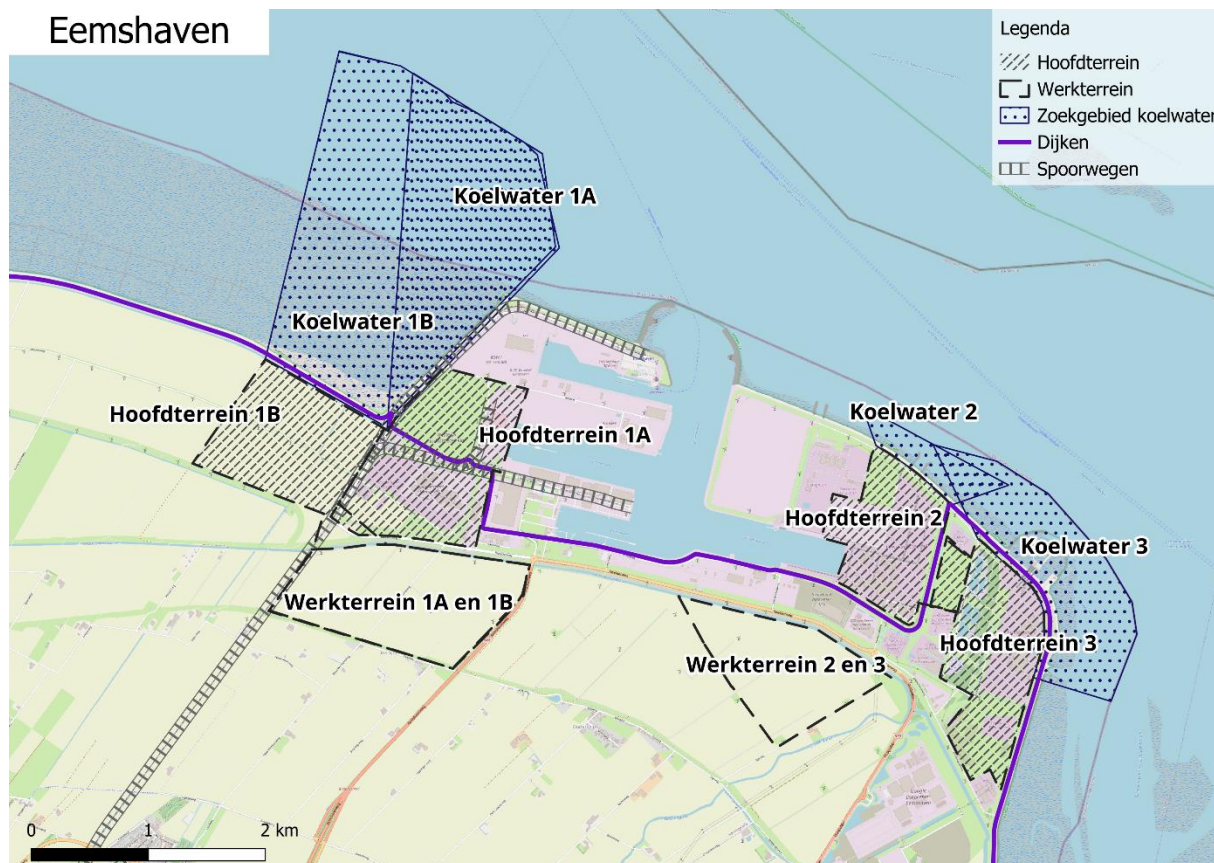 Eemshaven
Legenda
Hoofdterrein
Werkterrein
Zoekgebied koelwater
Dijken
Spoorwegen
Koelwater 1A
Koelwater 1B
Hoofdterrein 1B
Hoofdterrein 1A
Koelwater 2
Hoofdterrein 2
Koelwater 3
Werkterrein 1A en 1B
Hoofdterrein 3
Werkterrein 2 en 3
0 1 2 km